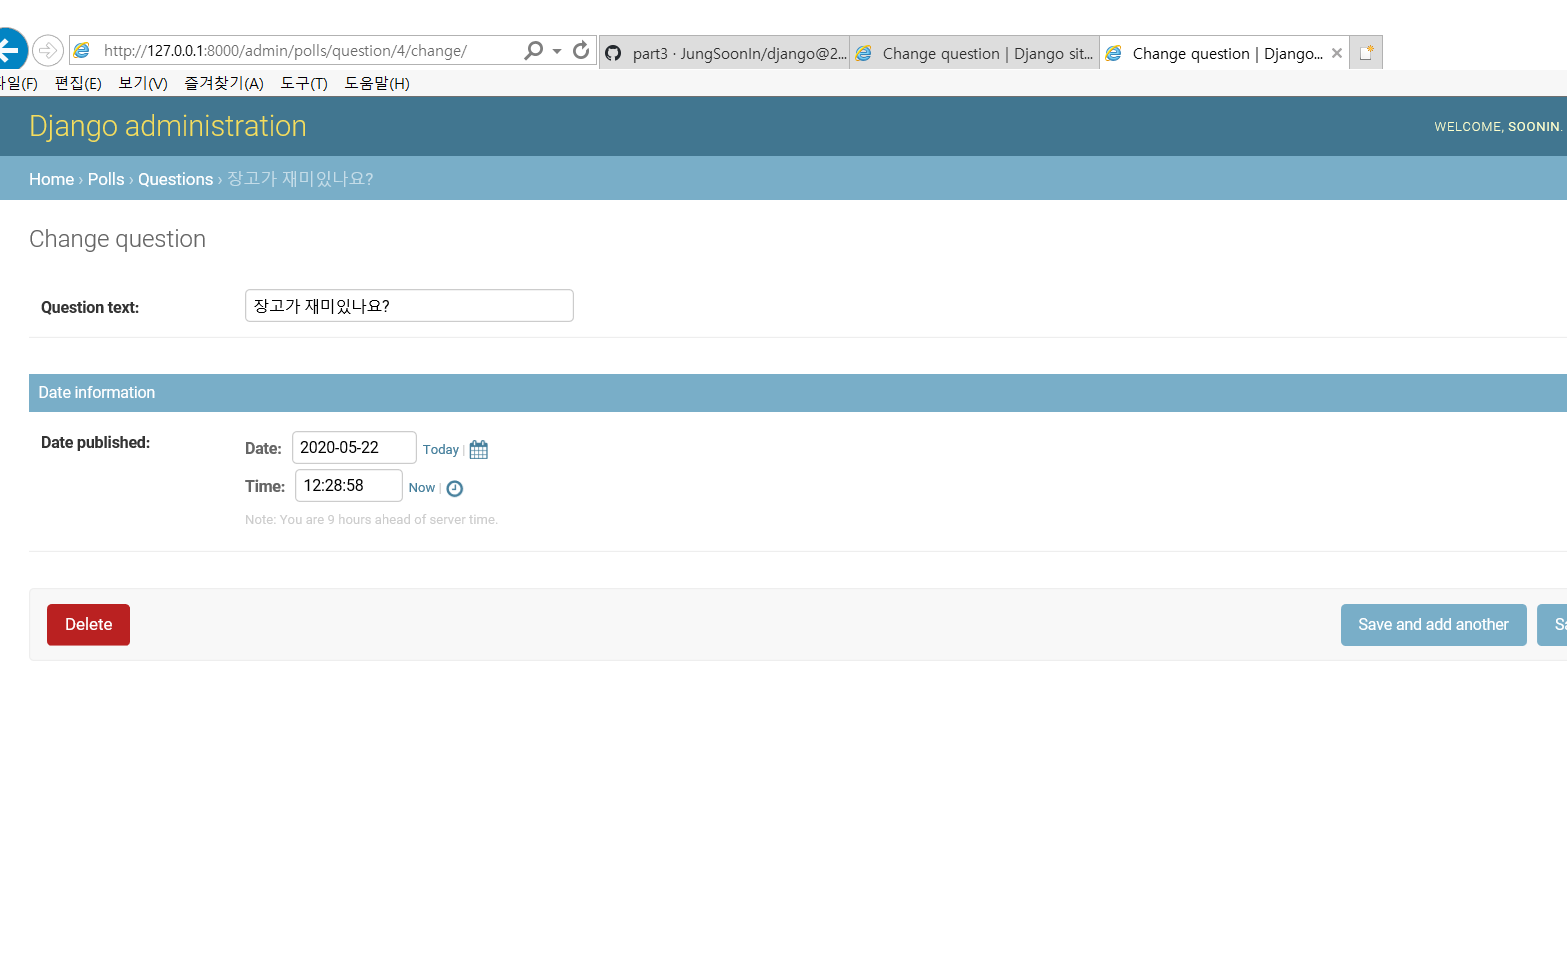 http://127.0.0.1:8000/admin/polls/question/4/change/
part3 · JungSoonIn/django@2...
Change question | Django sit...
Change question | Django...
편집(E) 보기(V) 즐겨찾기(A) 도구(T) 도움말(H)
Django administration
WELCOME, SOONIN.
Home › Polls › Questions › 장고가 재미있나요?
Change question
Question text: 장고가 재미있나요?
Date information
Date published:
Date: 2020-05-22 Today |
Time: 12:28:58 Now |
Note: You are 9 hours ahead of server time.
Delete
Save and add another